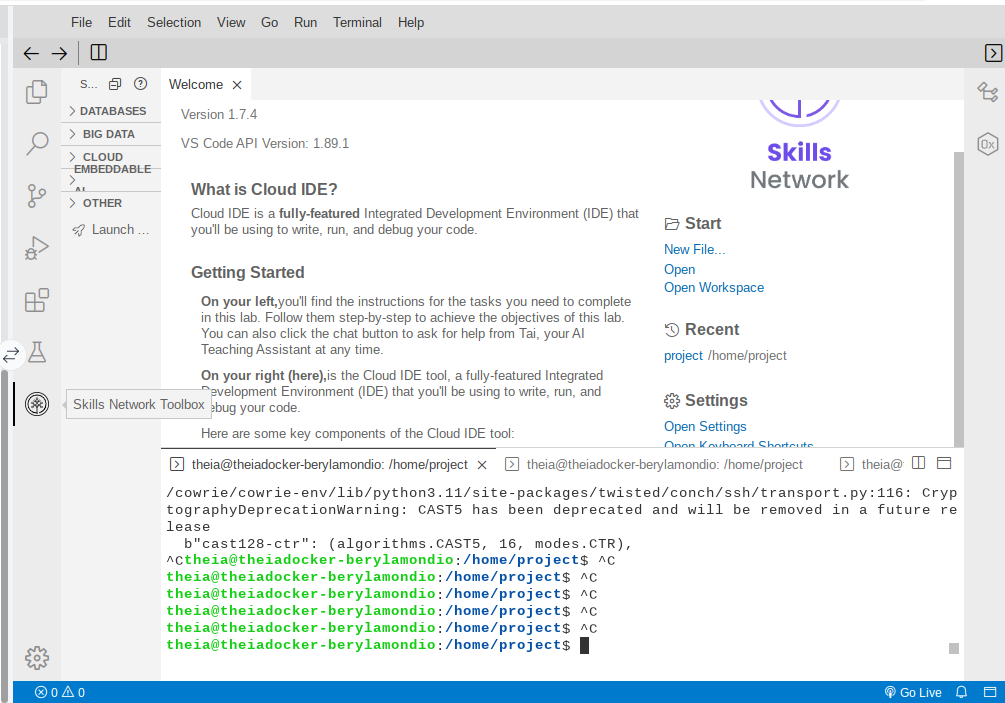 File Edit Selection View Go Run Terminal Help
S...
Welcome
DATABASES
BIG DATA
CLOUD
EMBEDDABLE
OTHER
Launch ...
Skills Network Toolbox
Version 1.7.4
VS Code API Version: 1.89.1
What is Cloud IDE?
Cloud IDE is a fully-featured Integrated Development Environment (IDE) that
you'll be using to write, run, and debug your code.
Getting Started
On your left,you'll find the instructions for the tasks you need to complete
in this lab. Follow them step-by-step to achieve the objectives of this lab.
You can also click the chat button to ask for help from Tai, your AI
Teaching Assistant at any time.
On your right (here),is the Cloud IDE tool, a fully-featured Integrated
Development Environment (IDE) that you'll be using to write, run, and
debug your code.
Here are some key components of the Cloud IDE tool:
Skills
Network
Start
New File...
Open
Open Workspace
Recent
project /home/project
Settings
Open Settings
Open Keyboard Shortcuts
0x
theia@theiadocker-berylamondio: /home/project theia@theiadocker-berylamondio: /home/project theia@
/cowrie/cowrie-env/lib/python3.11/site-packages/twisted/conch/ssh/transport.py:116: Cryp
tographyDeprecationWarning: CAST5 has been deprecated and will be removed in a future re
lease
b"cast128-ctr": (algorithms.CAST5, 16, modes.CTR),
^Ctheia@theiadocker-berylamondio:/home/project$ ^C
theia@theiadocker-berylamondio:/home/project$ ^C
theia@theiadocker-berylamondio:/home/project$ ^C
theia@theiadocker-berylamondio:/home/project$ ^C
theia@theiadocker-berylamondio:/home/project$ ^C
theia@theiadocker-berylamondio:/home/project$
0 0 Go Live